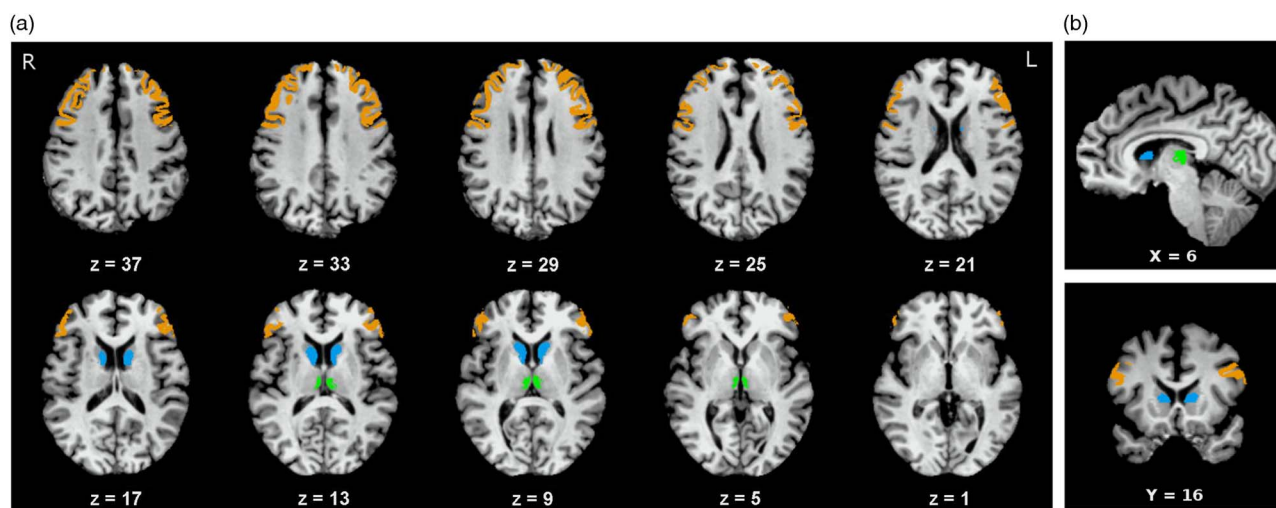 (a)
(b)
R
L
z = 37
z = 33
z = 29
z = 25
z = 21
X = 6
z = 17
z = 13
z = 9
z = 5
z = 1
Y = 16